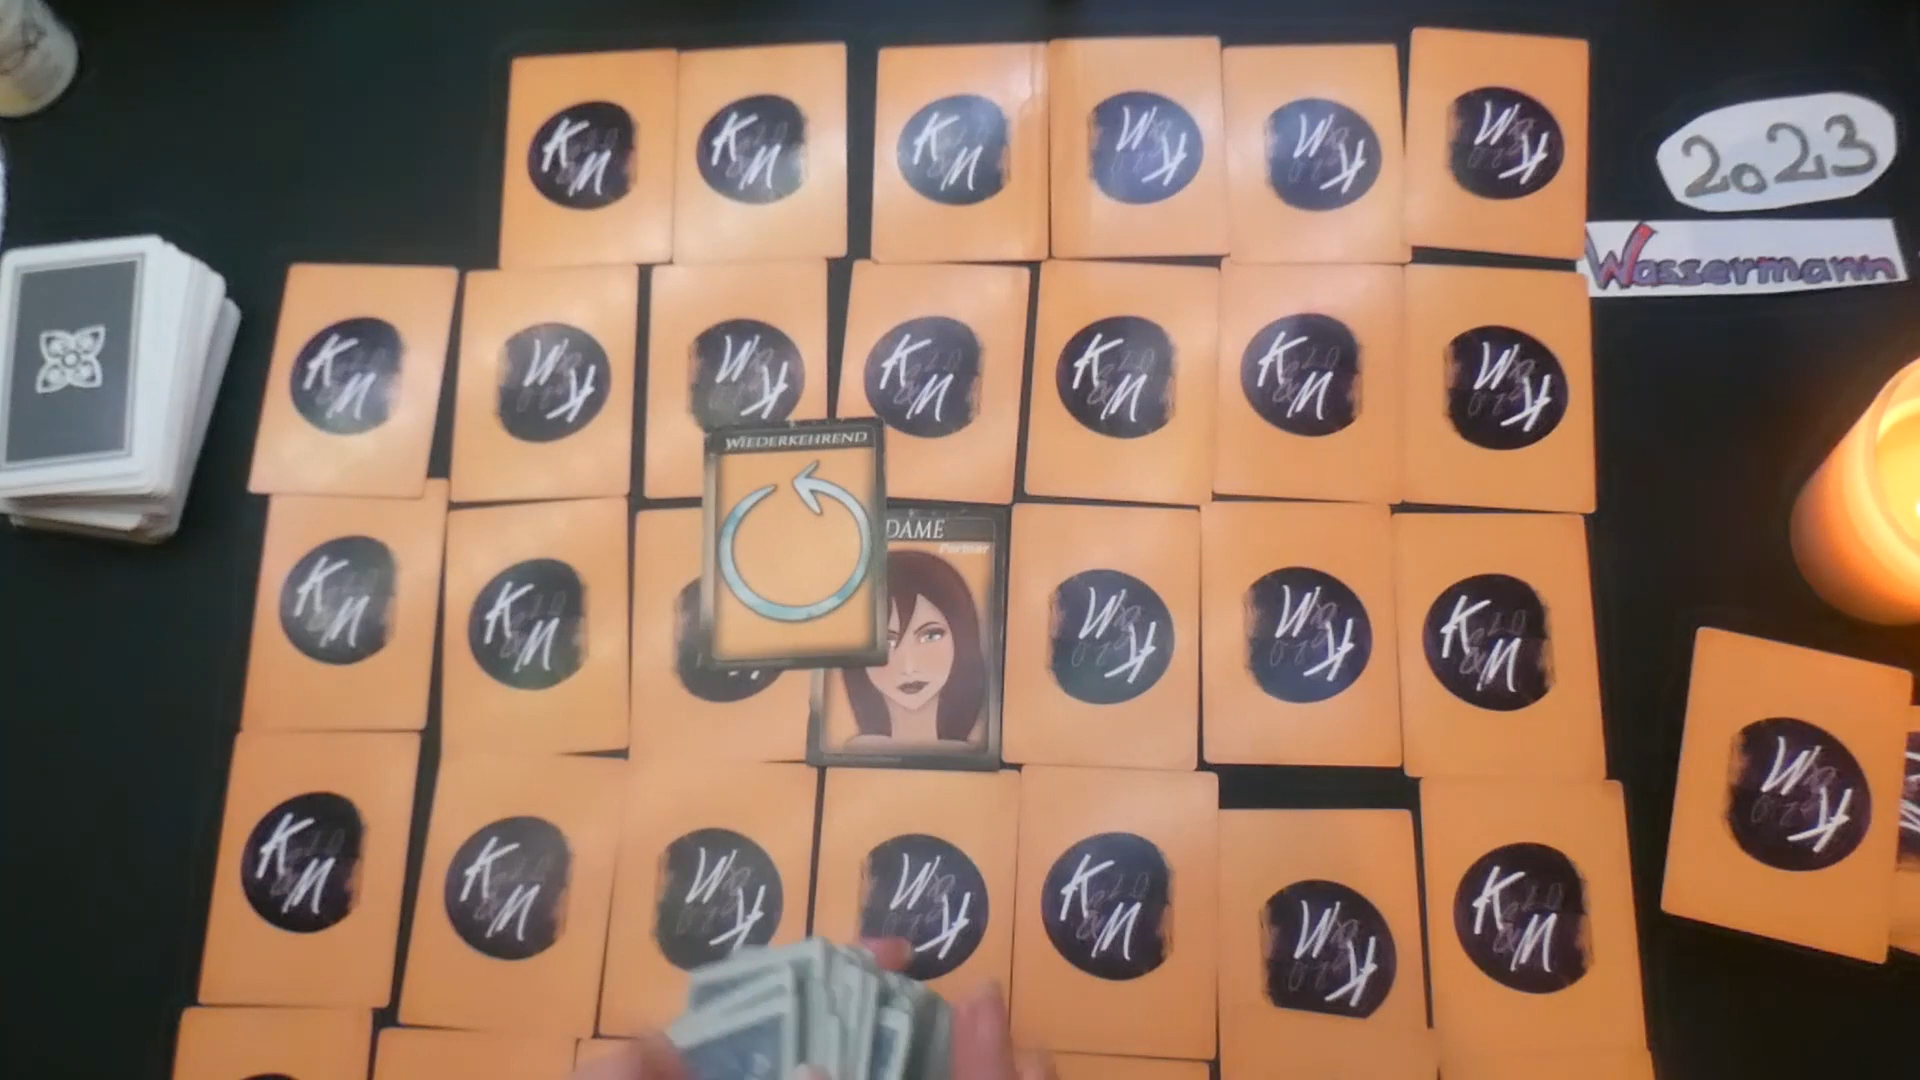 2023
Wassermann
WIEDERKEHREND
DAME
Partner
K
N